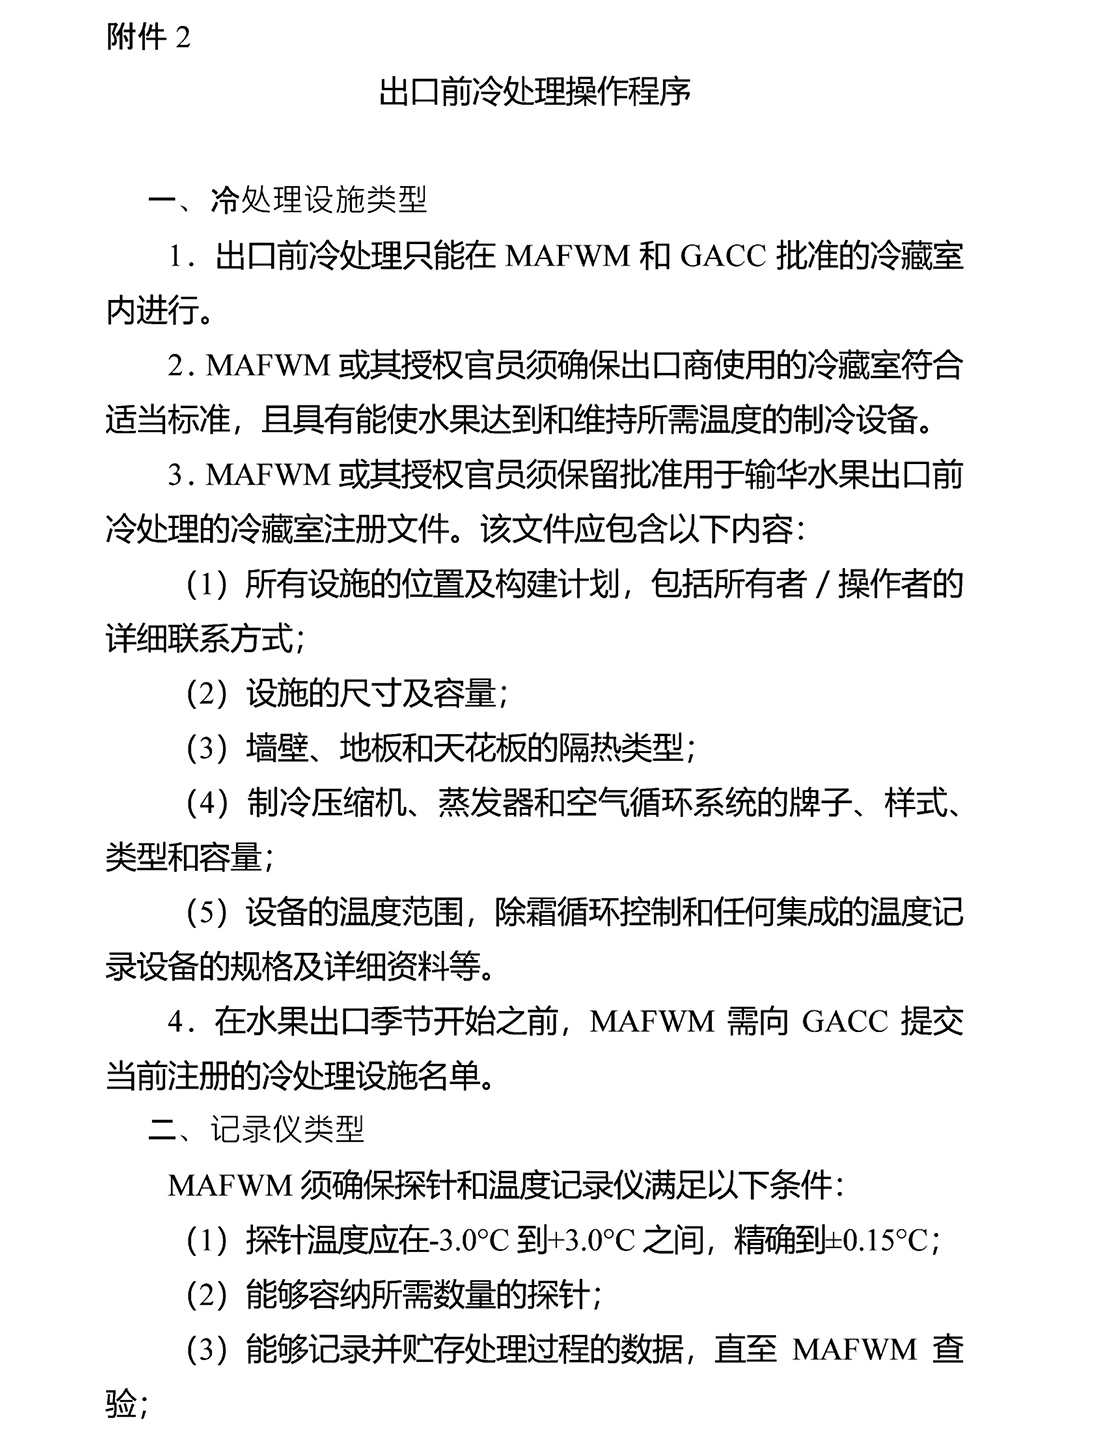 附件 2
出口前冷处理操作程序
一、冷处理设施类型
1．出口前冷处理只能在 MAFWM 和 GACC 批准的冷藏室
内进行。
2．MAFWM 或其授权官员须确保出口商使用的冷藏室符合
适当标准，且具有能使水果达到和维持所需温度的制冷设备。
3．MAFWM 或其授权官员须保留批准用于输华水果出口前
冷处理的冷藏室注册文件。该文件应包含以下内容：
（1）所有设施的位置及构建计划，包括所有者 / 操作者的
详细联系方式；
（2）设施的尺寸及容量；
（3）墙壁、地板和天花板的隔热类型；
（4）制冷压缩机、蒸发器和空气循环系统的牌子、样式、
类型和容量；
（5）设备的温度范围，除霜循环控制和任何集成的温度记
录设备的规格及详细资料等。
4．在水果出口季节开始之前，MAFWM 需向 GACC 提交
当前注册的冷处理设施名单。
二、记录仪类型
MAFWM 须确保探针和温度记录仪满足以下条件：
（1）探针温度应在-3.0°C 到+3.0°C 之间，精确到±0.15°C；
（2）能够容纳所需数量的探针；
（3）能够记录并贮存处理过程的数据，直至 MAFWM 查
验；